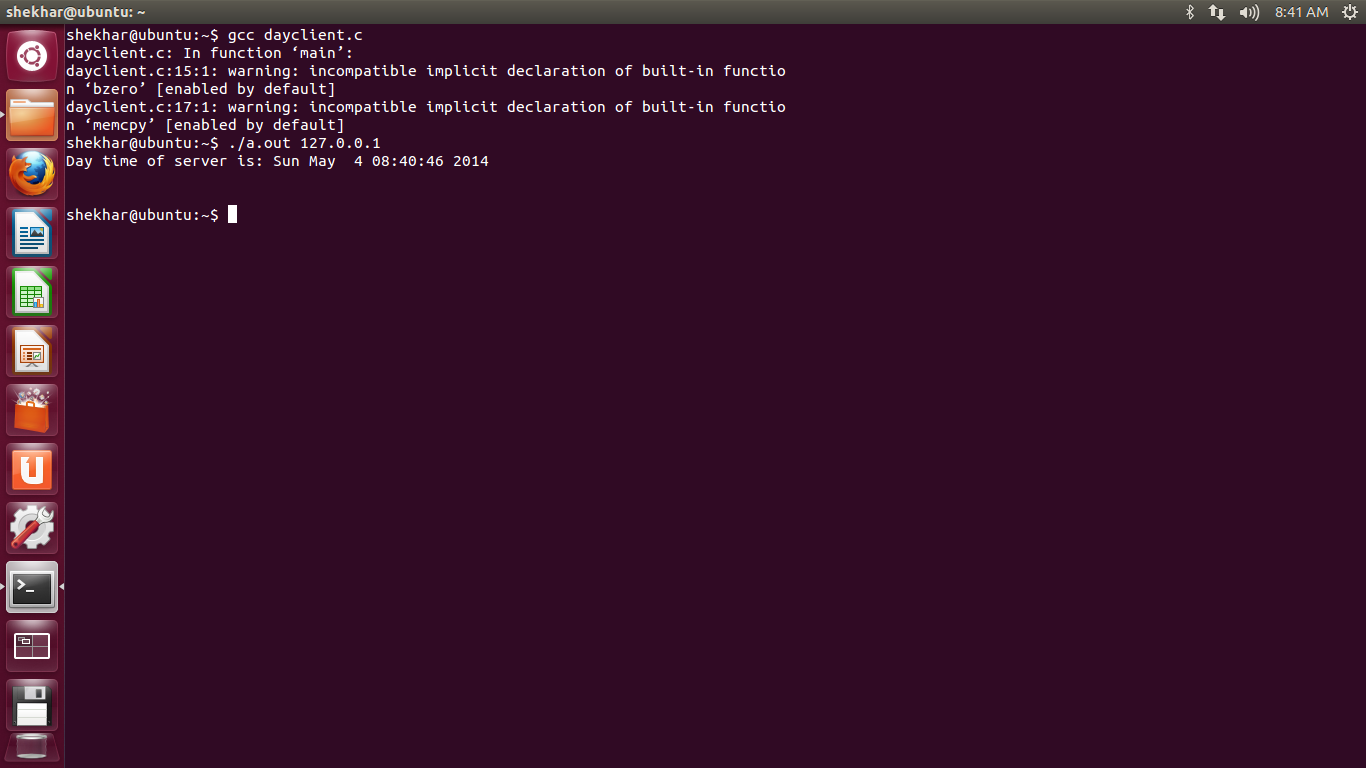 shekhar@ubuntu: ~
8:41 AM
shekhar@ubuntu:~$ gcc dayclient.c
dayclient.c: In function ‘main’:
dayclient.c:15:1: warning: incompatible implicit declaration of built-in functio
n ‘bzero’ [enabled by default]
dayclient.c:17:1: warning: incompatible implicit declaration of built-in functio
n ‘memcpy’ [enabled by default]
shekhar@ubuntu:~$ ./a.out 127.0.0.1
Day time of server is: Sun May  4 08:40:46 2014
shekhar@ubuntu:~$